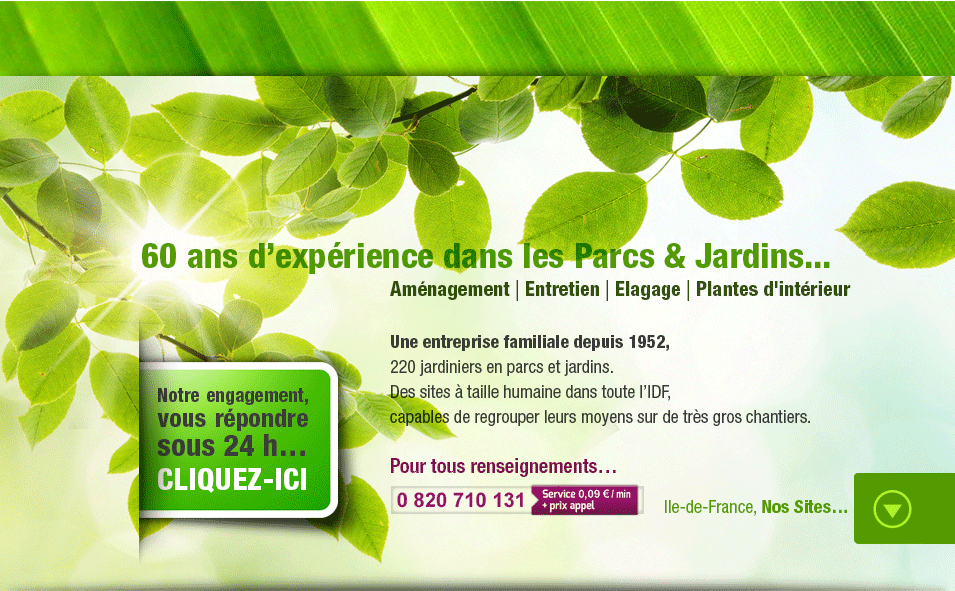 60 ans d’expérience dans les Parcs & Jardins...
Aménagement | Entretien | Elagage | Plantes d'intérieur
Une entreprise familiale depuis 1952,
220 jardiniers en parcs et jardins.
Des sites à taille humaine dans toute l’IDF,
capables de regrouper leurs moyens sur de très gros chantiers.
Notre engagement,
vous répondre
sous 24 h…
CLIQUEZ-ICI
Pour tous renseignements…
0 820 710 131 Service 0,09 € / min
+ prix appel
Ile-de-France, Nos Sites…